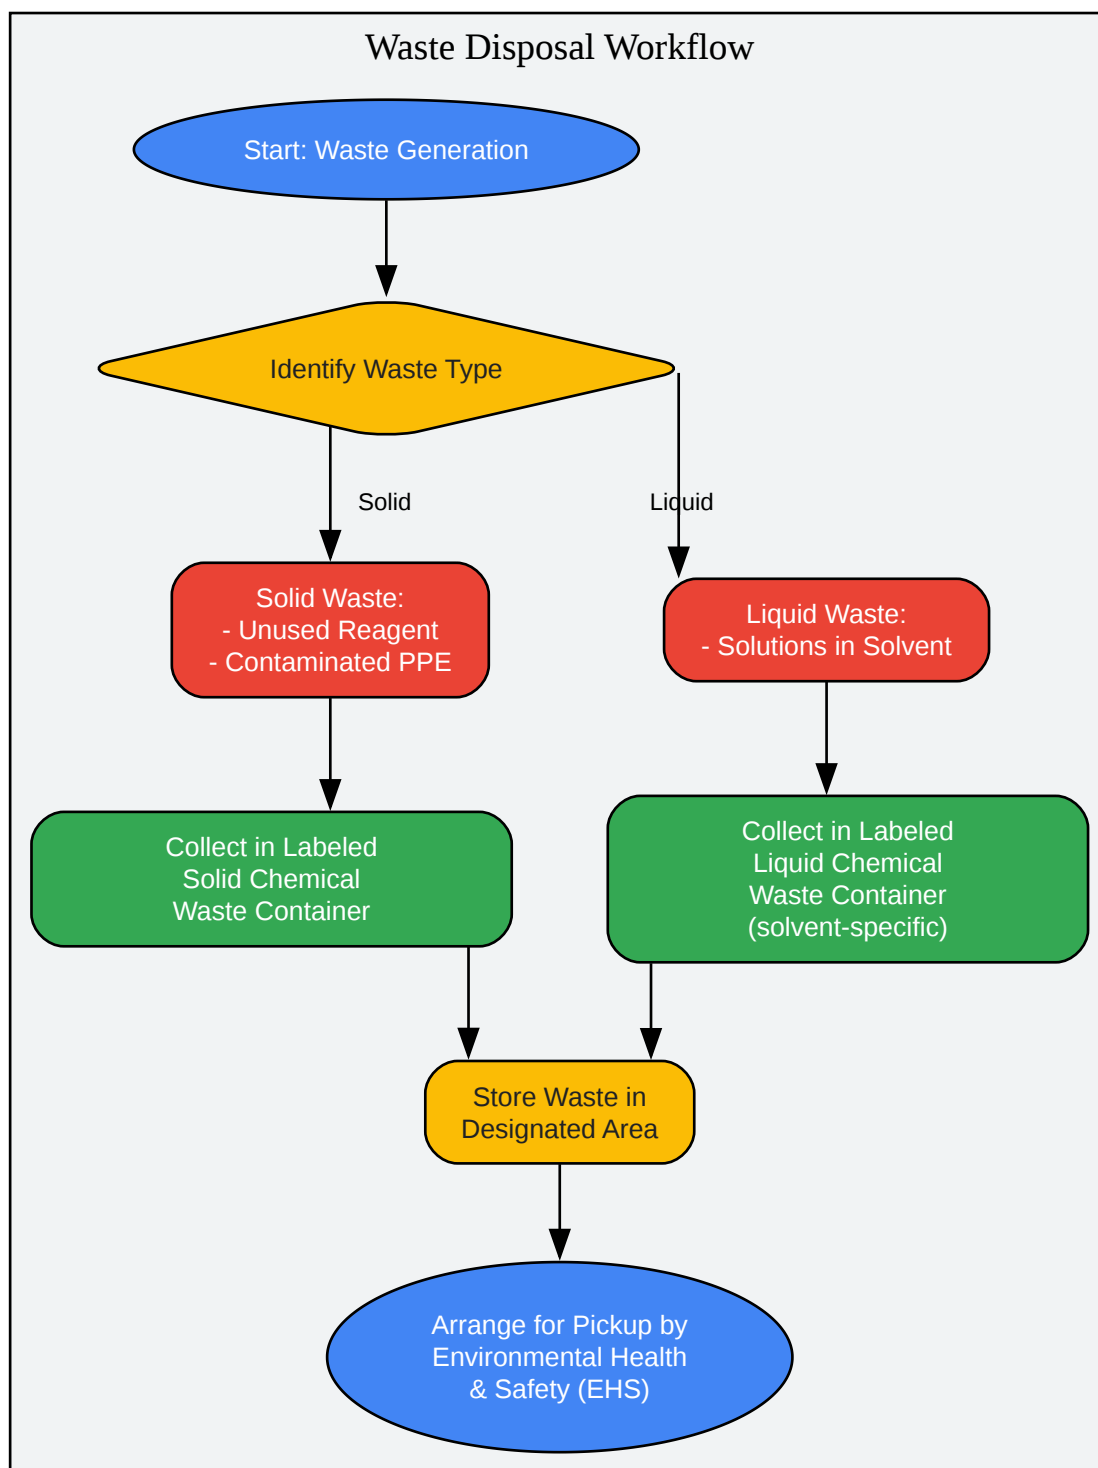 Waste Disposal Workflow
Start: Waste Generation
Identify Waste Type
Solid
Liquid
Solid Waste:
- Unused Reagent
- Contaminated PPE
Liquid Waste:
- Solutions in Solvent
Collect in Labeled
Solid Chemical
Waste Container
Collect in Labeled
Liquid Chemical
Waste Container
(solvent-specific)
Store Waste in
Designated Area
Arrange for Pickup by
Environmental Health
& Safety (EHS)